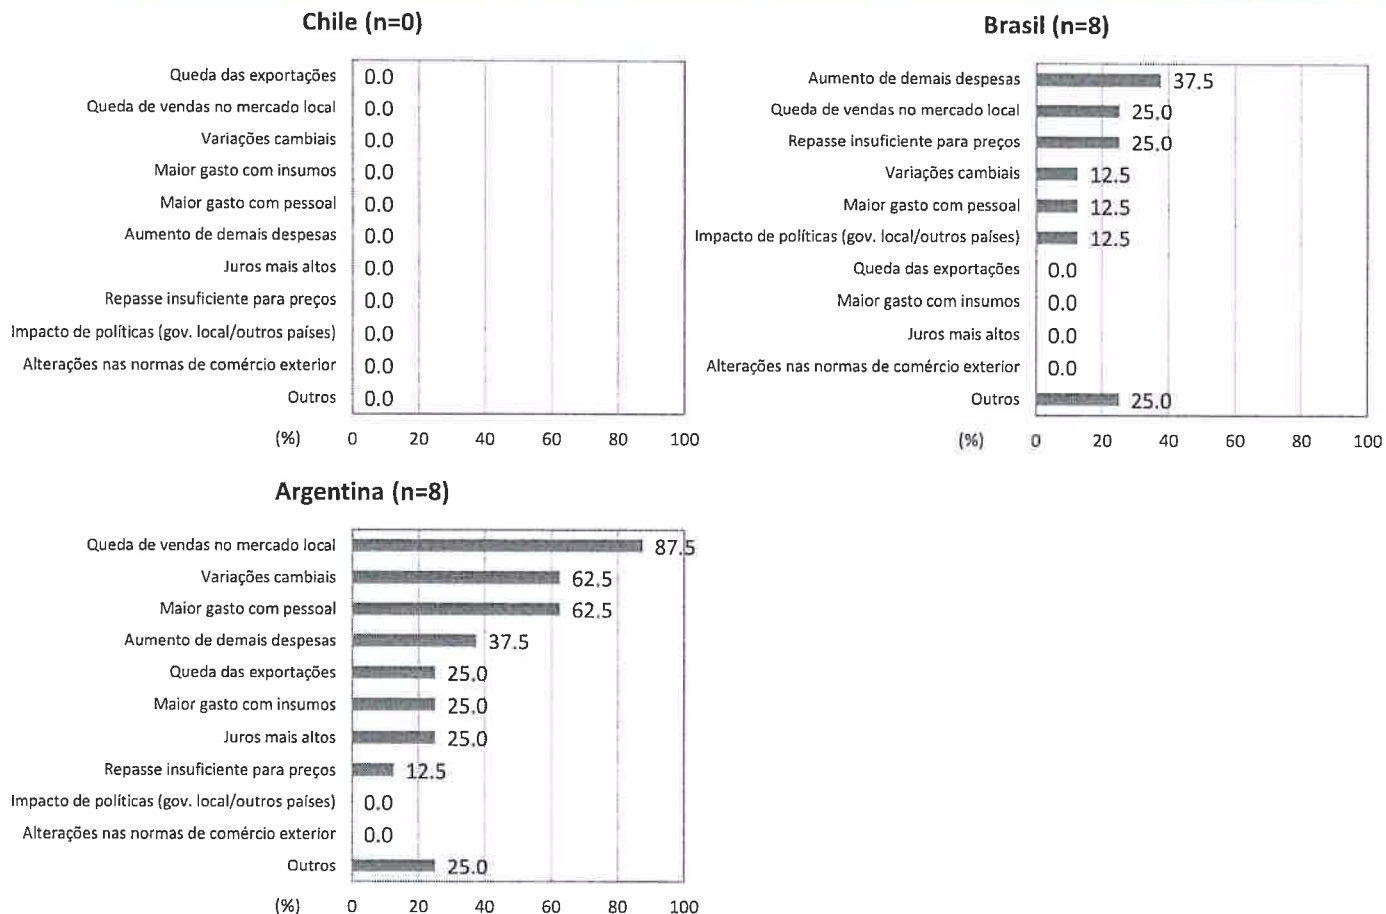 Chile (n=0)
Queda das exportações 0.0
Queda de vendas no mercado local 0.0
Variações cambiais 0.0
Maior gasto com insumos 0.0
Maior gasto com pessoal 0.0
Aumento de demais despesas 0.0
Juros mais altos 0.0
Repasse insuficiente para preços 0.0
Impacto de políticas (gov. local/outros países) 0.0
Alterações nas normas de comércio exterior 0.0
Outros 0.0
(%) 0 20 40 60 80 100
Brasil (n=8)
Aumento de demais despesas 37.5
Queda de vendas no mercado local 25.0
Repasse insuficiente para preços 25.0
Variações cambiais 12.5
Maior gasto com pessoal 12.5
Impacto de políticas (gov. local/outros países) 12.5
Queda das exportações 0.0
Maior gasto com insumos 0.0
Juros mais altos 0.0
Alterações nas normas de comércio exterior 0.0
Outros 25.0
(%) 0 20 40 60 80 100
Argentina (n=8)
Queda de vendas no mercado local 87.5
Variações cambiais 62.5
Maior gasto com pessoal 62.5
Aumento de demais despesas 37.5
Queda das exportações 25.0
Maior gasto com insumos 25.0
Juros mais altos 25.0
Repasse insuficiente para preços 12.5
Impacto de políticas (gov. local/outros países) 0.0
Alterações nas normas de comércio exterior 0.0
Outros 25.0
(%) 0 20 40 60 80 100